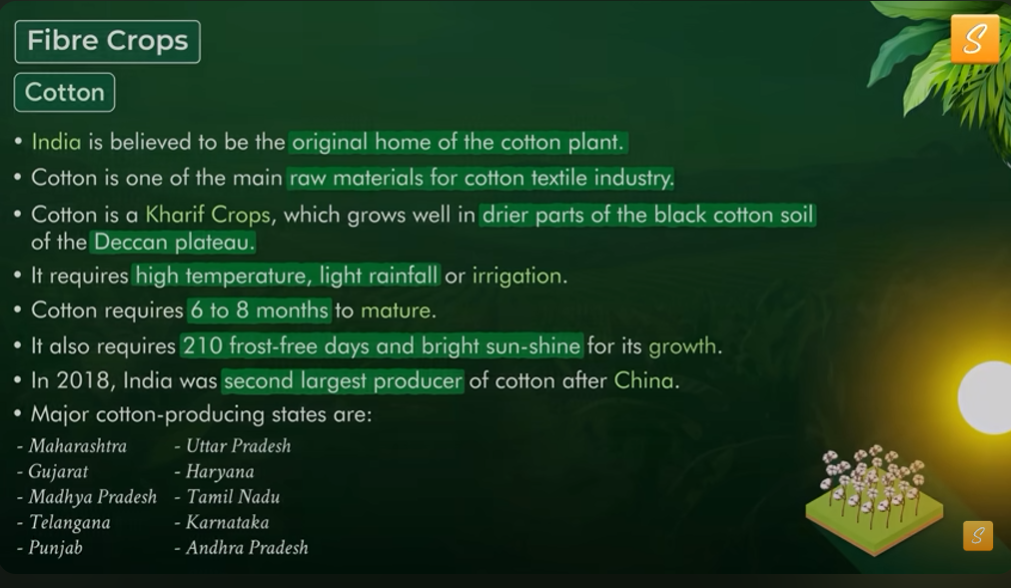 Fibre Crops
S
Cotton
• India is believed to be the original home of the cotton plant.
• Cotton is one of the main raw materials for cotton textile industry.
• Cotton is a Kharif Crops, which grows well in drier parts of the black cotton soil
of the Deccan plateau.
• It requires high temperature, light rainfall or irrigation.
• Cotton requires 6 to 8 months to mature.
• It also requires 210 frost-free days and bright sun-shine for its growth.
• In 2018, India was second largest producer of cotton after China.
• Major cotton-producing states are:
- Maharashtra - Uttar Pradesh
- Gujarat - Haryana
- Madhya Pradesh - Tamil Nadu
- Telangana - Karnataka
- Punjab - Andhra Pradesh
S